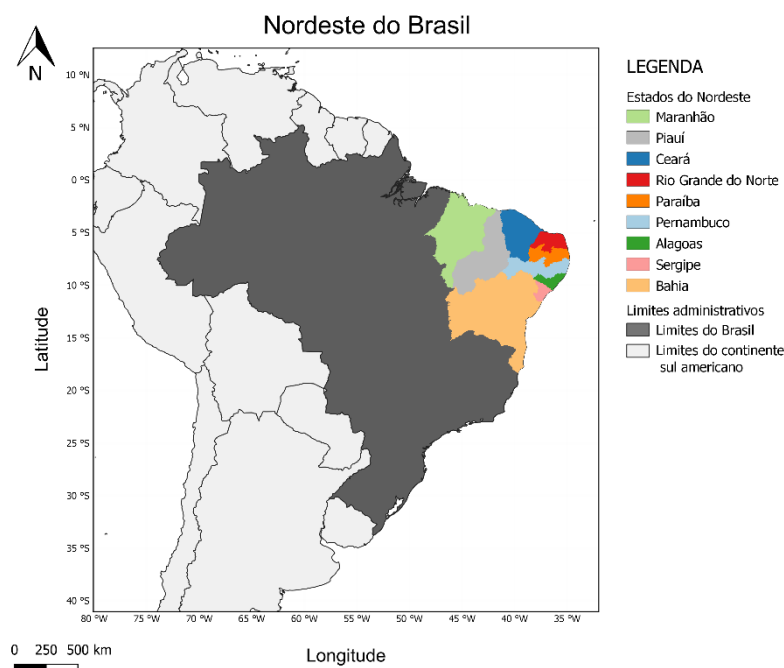 Nordeste do Brasil
N
10 °N
5 °N
0 °S
5 °S
10 °S
15 °S
20 °S
25 °S
30 °S
35 °S
40 °S
Latitude
80 °W 75 °W 70 °W 65 °W 60 °W 55 °W 50 °W 45 °W 40 °W 35 °W
Longitude
0 250 500 km
LEGENDA
Estados do Nordeste
Maranhão
Piauí
Ceará
Rio Grande do Norte
Paraíba
Pernambuco
Alagoas
Sergipe
Bahia
Limites administrativos
Limites do Brasil
Limites do continente
sul americano